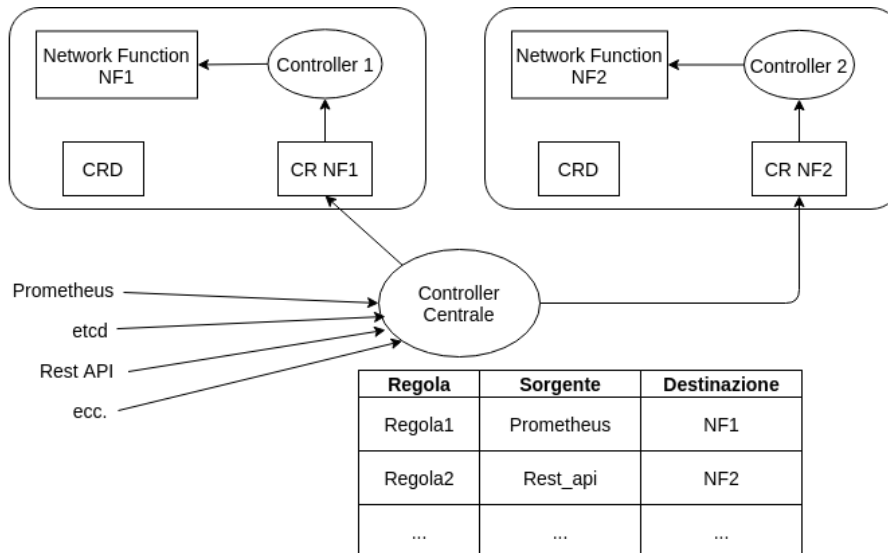 Network Function
NF1
Controller 1
CRD
CR NF1
Network Function
NF2
Controller 2
CRD
CR NF2
Prometheus
etcd
Rest API
ecc.
Controller
Centrale
Regola Sorgente Destinazione
Regola1 Prometheus NF1
Regola2 Rest_api NF2
... ... ...